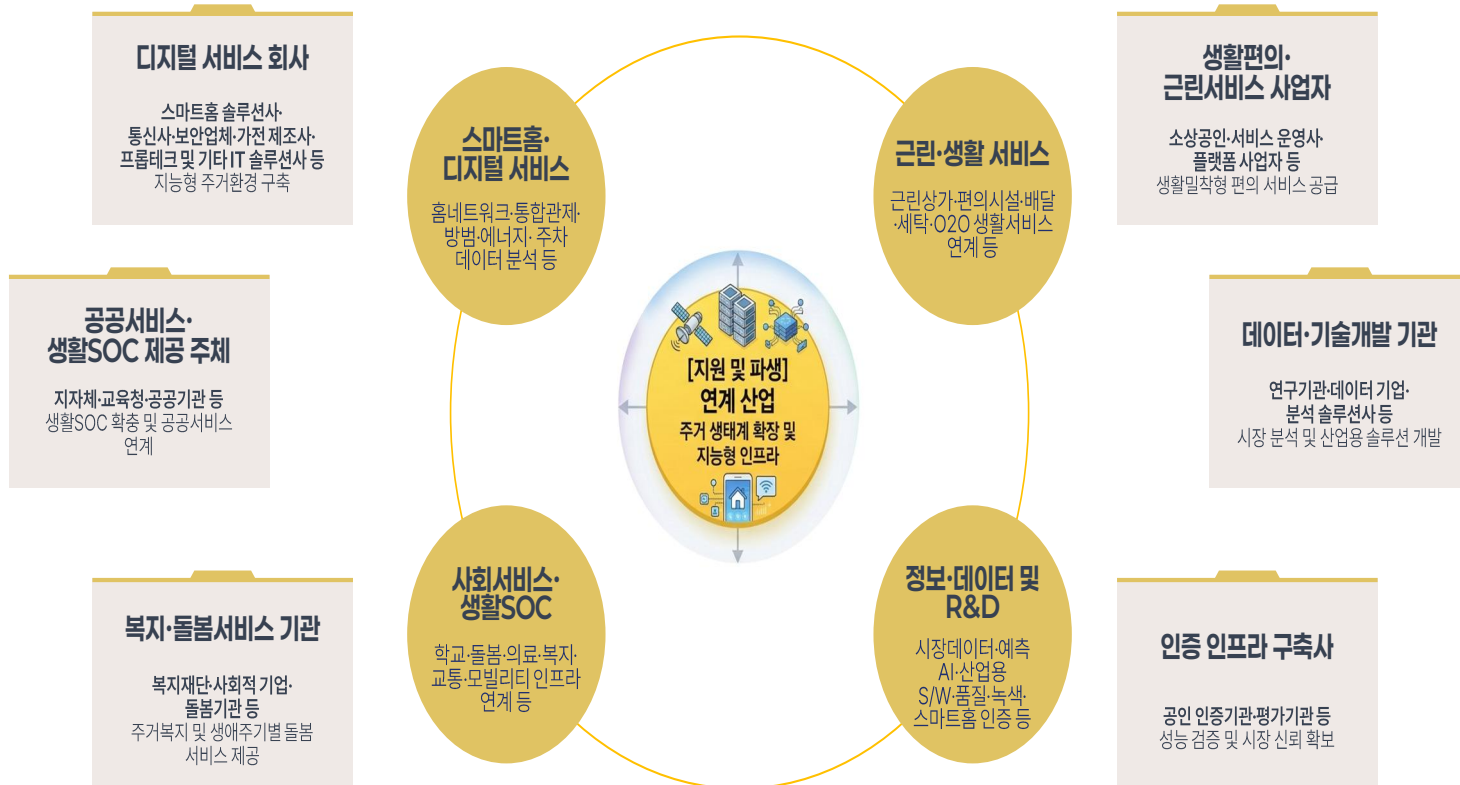 디지털 서비스 회사
스마트홈 솔루션사·
통신사·보안업체·가전 제조사·
프롭테크 및 기타 IT 솔루션사 등
지능형 주거환경 구축
공공서비스·
생활SOC 제공 주체
지자체·교육청·공공기관 등
생활SOC 확충 및 공공서비스
연계
복지·돌봄서비스 기관
복지재단·사회적 기업·
돌봄기관 등
주거복지 및 생애주기별 돌봄
서비스 제공
스마트홈·
디지털 서비스
홈네트워크·통합관제·
방범·에너지· 주차
데이터 분석 등
근린·생활 서비스
근린상가·편의시설·배달
·세탁·O2O 생활서비스
연계 등
[지원 및 파생]
연계 산업
주거 생태계 확장 및
지능형 인프라
사회서비스·
생활SOC
학교·돌봄·의료·복지·
교통·모빌리티 인프라
연계 등
정보·데이터 및
R&D
시장데이터·예측
AI·산업용
S/W·품질·녹색·
스마트홈 인증 등
생활편의·
근린서비스 사업자
소상공인·서비스 운영사·
플랫폼 사업자 등
생활밀착형 편의 서비스 공급
데이터·기술개발 기관
연구기관·데이터 기업·
분석 솔루션사 등
시장 분석 및 산업용 솔루션 개발
인증 인프라 구축사
공인 인증기관·평가기관 등
성능 검증 및 시장 신뢰 확보